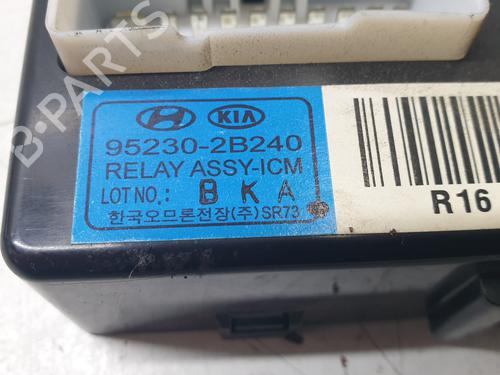 KIA
95230-2B240
RELAY ASSY-ICM
LOT NO.: 8 K A
한국오므론전장(주) SR73
R16
B-PARTS